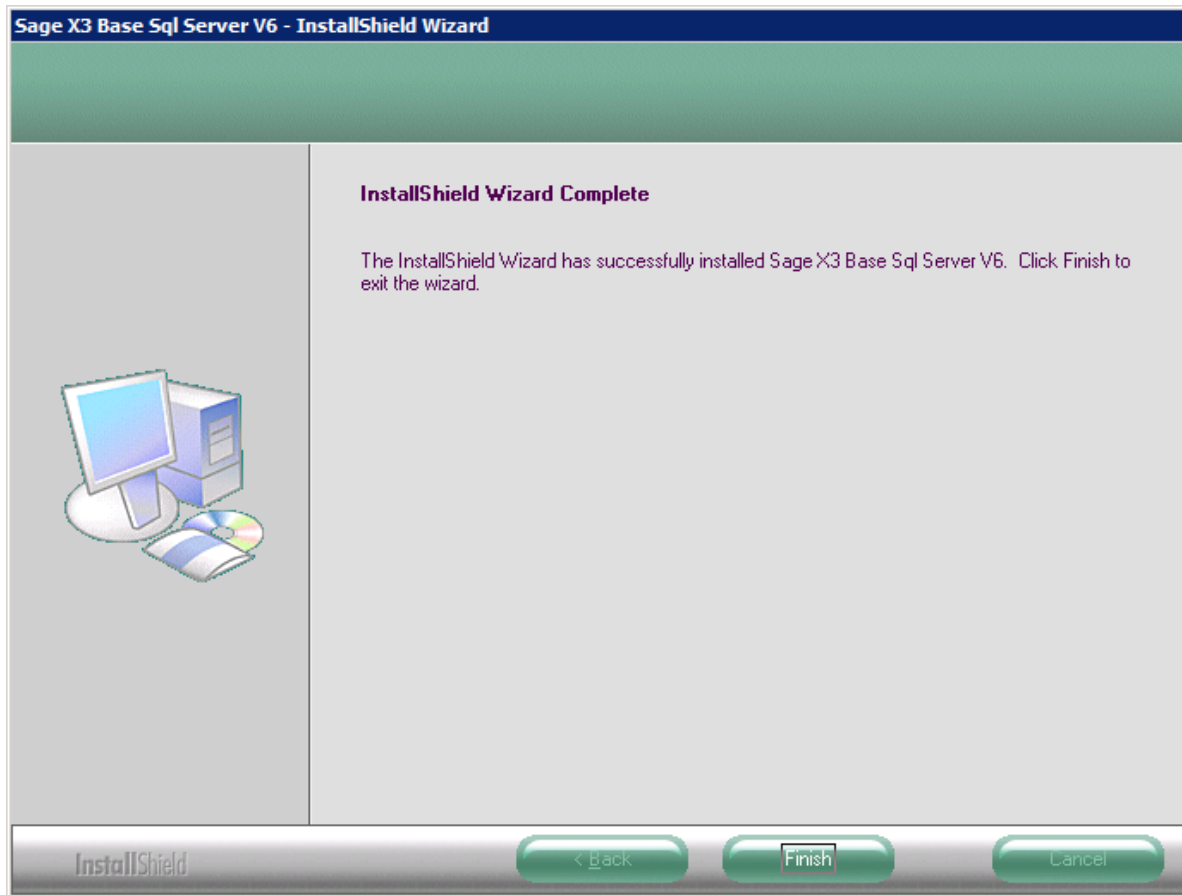 Sage X3 Base Sql Server V6 - InstallShield Wizard
InstallShield Wizard Complete
The InstallShield Wizard has successfully installed Sage X3 Base Sql Server V6. Click Finish to
exit the wizard.
InstallShield
< Back
Finish
Cancel